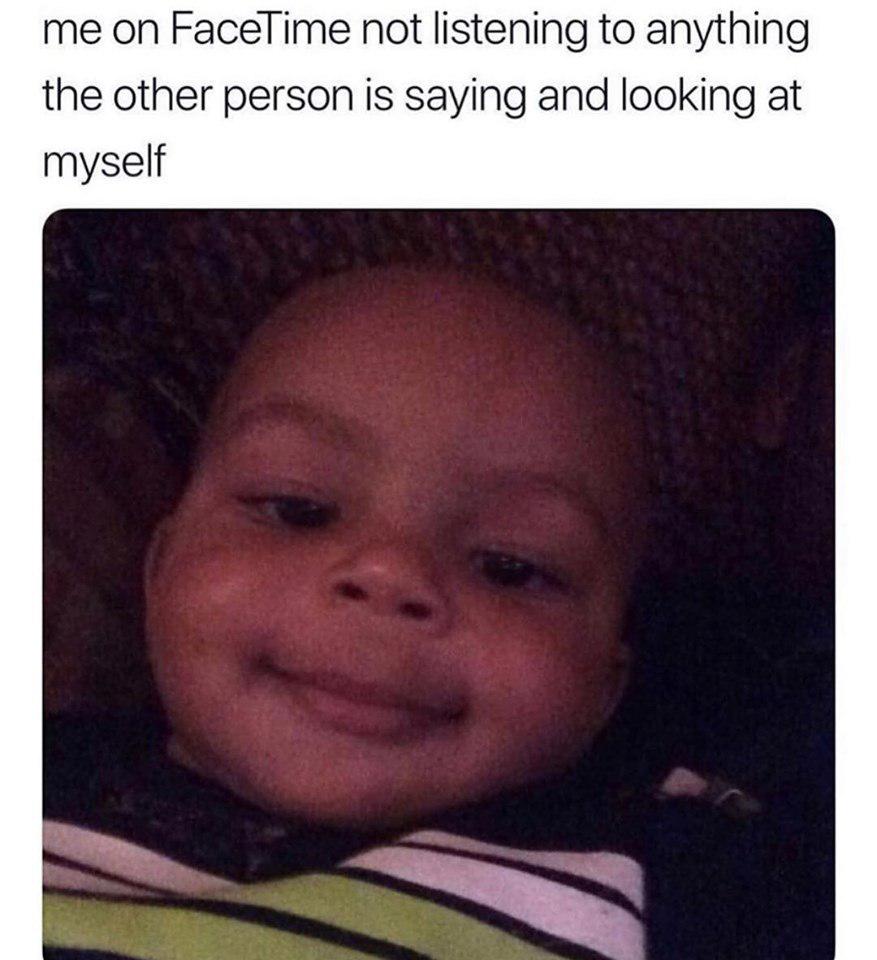 me on FaceTime not listening to anything
the other person is saying and looking at
myself